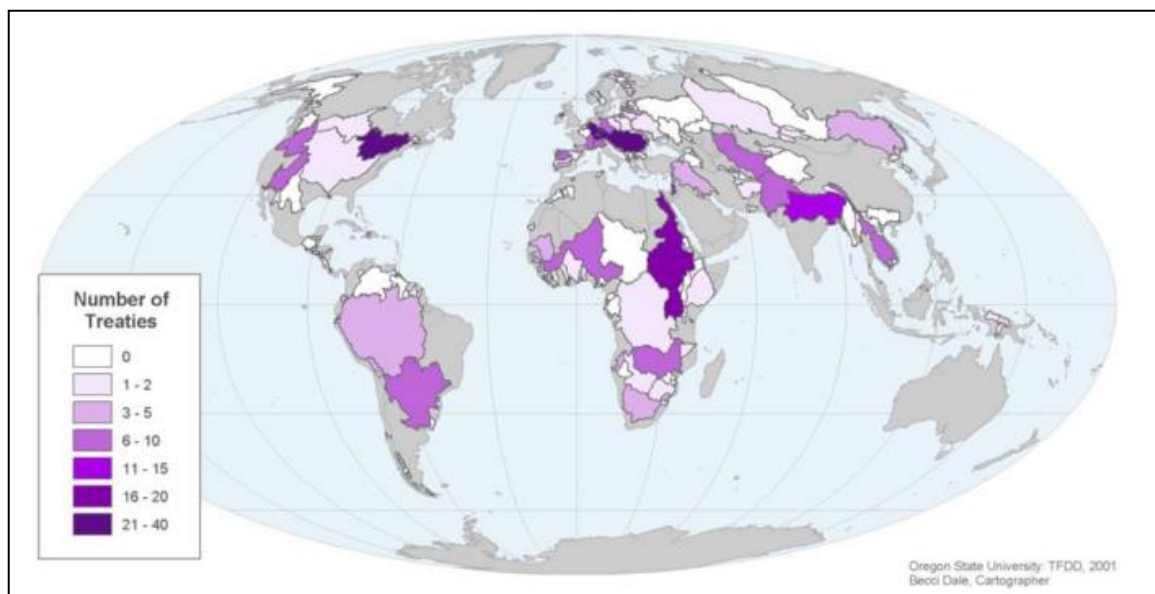 Number of
Treaties
0
1 - 2
3 - 5
6 - 10
11 - 15
16 - 20
21 - 40
Oregon State University: TFDD, 2001
Becci Dale, Cartographer